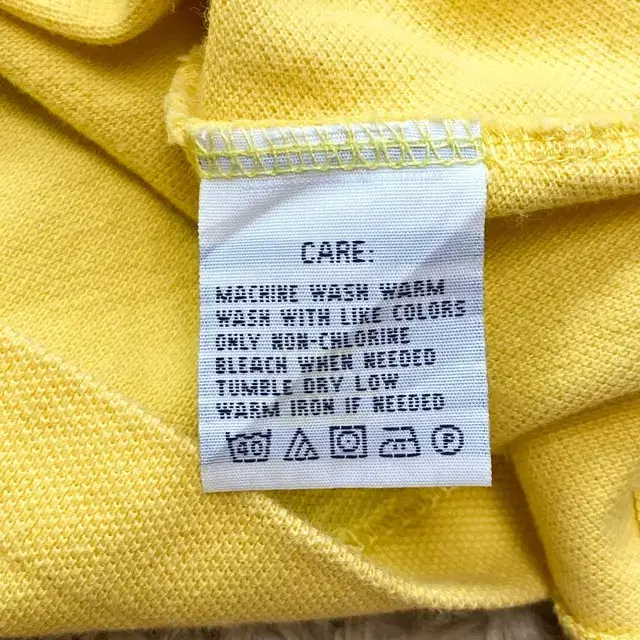 CARE:
MACHINE WASH WARM
WASH WITH LIKE COLORS
ONLY NON-CHLORINE
BLEACH WHEN NEEDED
TUMBLE DRY LOW
WARM IRON IF NEEDED
40 P